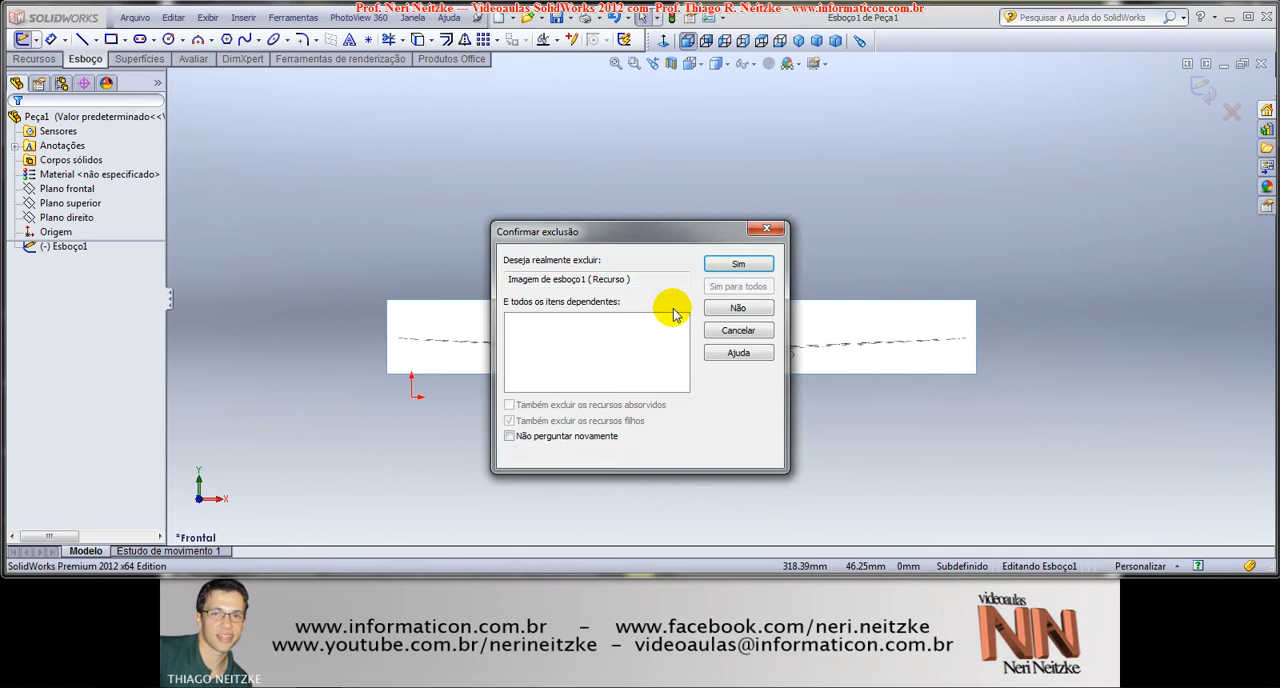 Prof. Neri Neitzke --- Videoaulas SolidWorks 2012 com Prof. Thiago R. Neitzke - www.informaticon.com.br
SOLIDWORKS Arquivo Editar Exibir Inserir Ferramentas PhotoView 360 Janela Ajuda Esboço1 de Peça1 Pesquisar a Ajuda do SolidWorks
Recursos Esboço Superfícies Avaliar DimXpert Ferramentas de renderização Produtos Office
Peça1 (Valor predeterminado<<\
Sensores
Anotações
Corpos sólidos
Material <não especificado>
Plano frontal
Plano superior
Plano direito
Origem
(-) Esboço1
Confirmar exclusão
Deseja realmente excluir:
Imagem de esboço1 ( Recurso )
E todos os itens dependentes:
Também excluir os recursos absorvidos
Também excluir os recursos filhos
Não perguntar novamente
Sim
Sim para todos
Não
Cancelar
Ajuda
Y
X
*Frontal
Modelo Estudo de movimento 1
SolidWorks Premium 2012 x64 Edition 318.39mm 46.25mm 0mm Subdefinido Editando Esboço1 Personalizar
www.informaticon.com.br - www.facebook.com/neri.neitzke
www.youtube.com.br/nerineitzke - videoaulas@informaticon.com.br
THIAGO NEITZKE
videoaulas
NN
Neri Neitzke